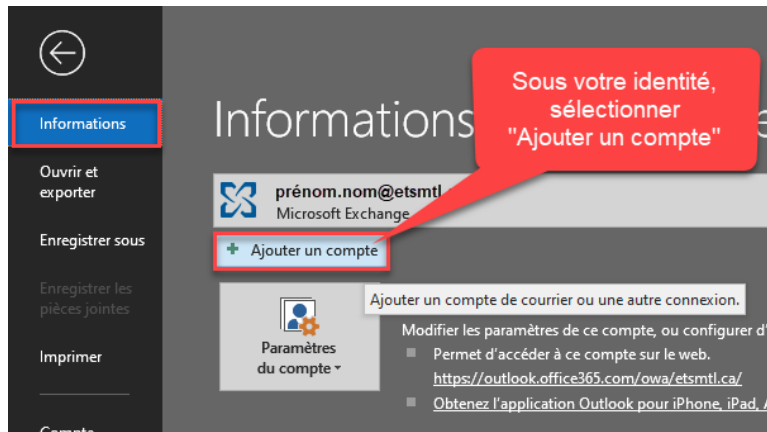 Informations
Ouvrir et
exporter
Enregistrer sous
Enregistrer les
pièces jointes
Imprimer
Compte
Informations
Sous votre identité,
sélectionner
"Ajouter un compte"
prénom.nom@etsmtl
Microsoft Exchange
+ Ajouter un compte
Ajouter un compte de courrier ou une autre connexion.
Paramètres
du compte
Modifier les paramètres de ce compte, ou configurer d'
Permet d'accéder à ce compte sur le web.
https://outlook.office365.com/owa/etsmtl.ca/
Obtenez l'application Outlook pour iPhone, iPad,